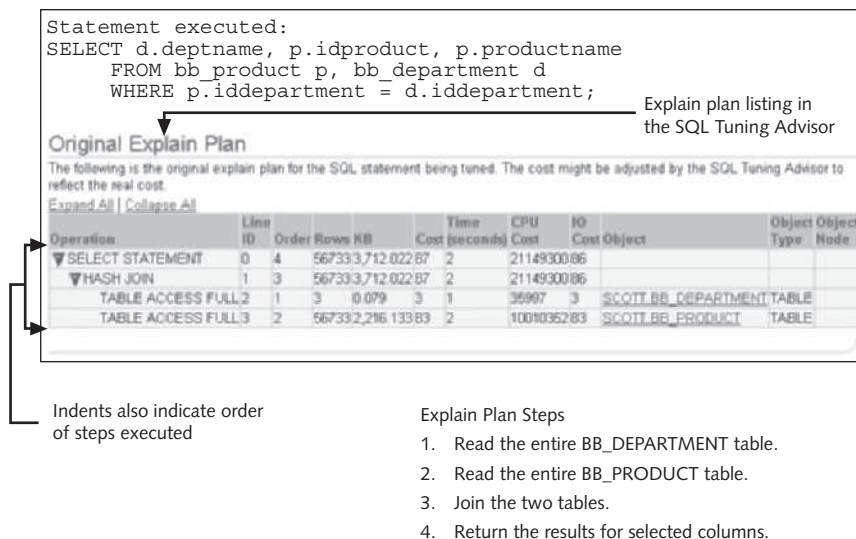 Statement executed:
SELECT d.deptname, p.idproduct, p.productname
FROM bb_product p, bb_department d
WHERE p.iddepartment = d.iddepartment;
Explain plan listing in
the SQL Tuning Advisor
Original Explain Plan
The following is the original explain plan for the SQL statement being tuned. The cost might be adjusted by the SQL Tuning Advisor to
reflect the real cost.
Expand All | Collapse All
Operation Line ID Order Rows KB Cost Time (seconds) CPU Cost IO Cost Object Object Type Object Node
SELECT STATEMENT 0 4 56733 3,712.022 87 2 21149300 86
HASH JOIN 1 3 56733 3,712.022 87 2 21149300 86
TABLE ACCESS FULL 2 1 3 0.079 3 1 35997 3 SCOTT.BB_DEPARTMENT TABLE
TABLE ACCESS FULL 3 2 56733 2,216.133 83 2 10010352 83 SCOTT.BB_PRODUCT TABLE
Indents also indicate order
of steps executed
Explain Plan Steps
1. Read the entire BB_DEPARTMENT table.
2. Read the entire BB_PRODUCT table.
3. Join the two tables.
4. Return the results for selected columns.